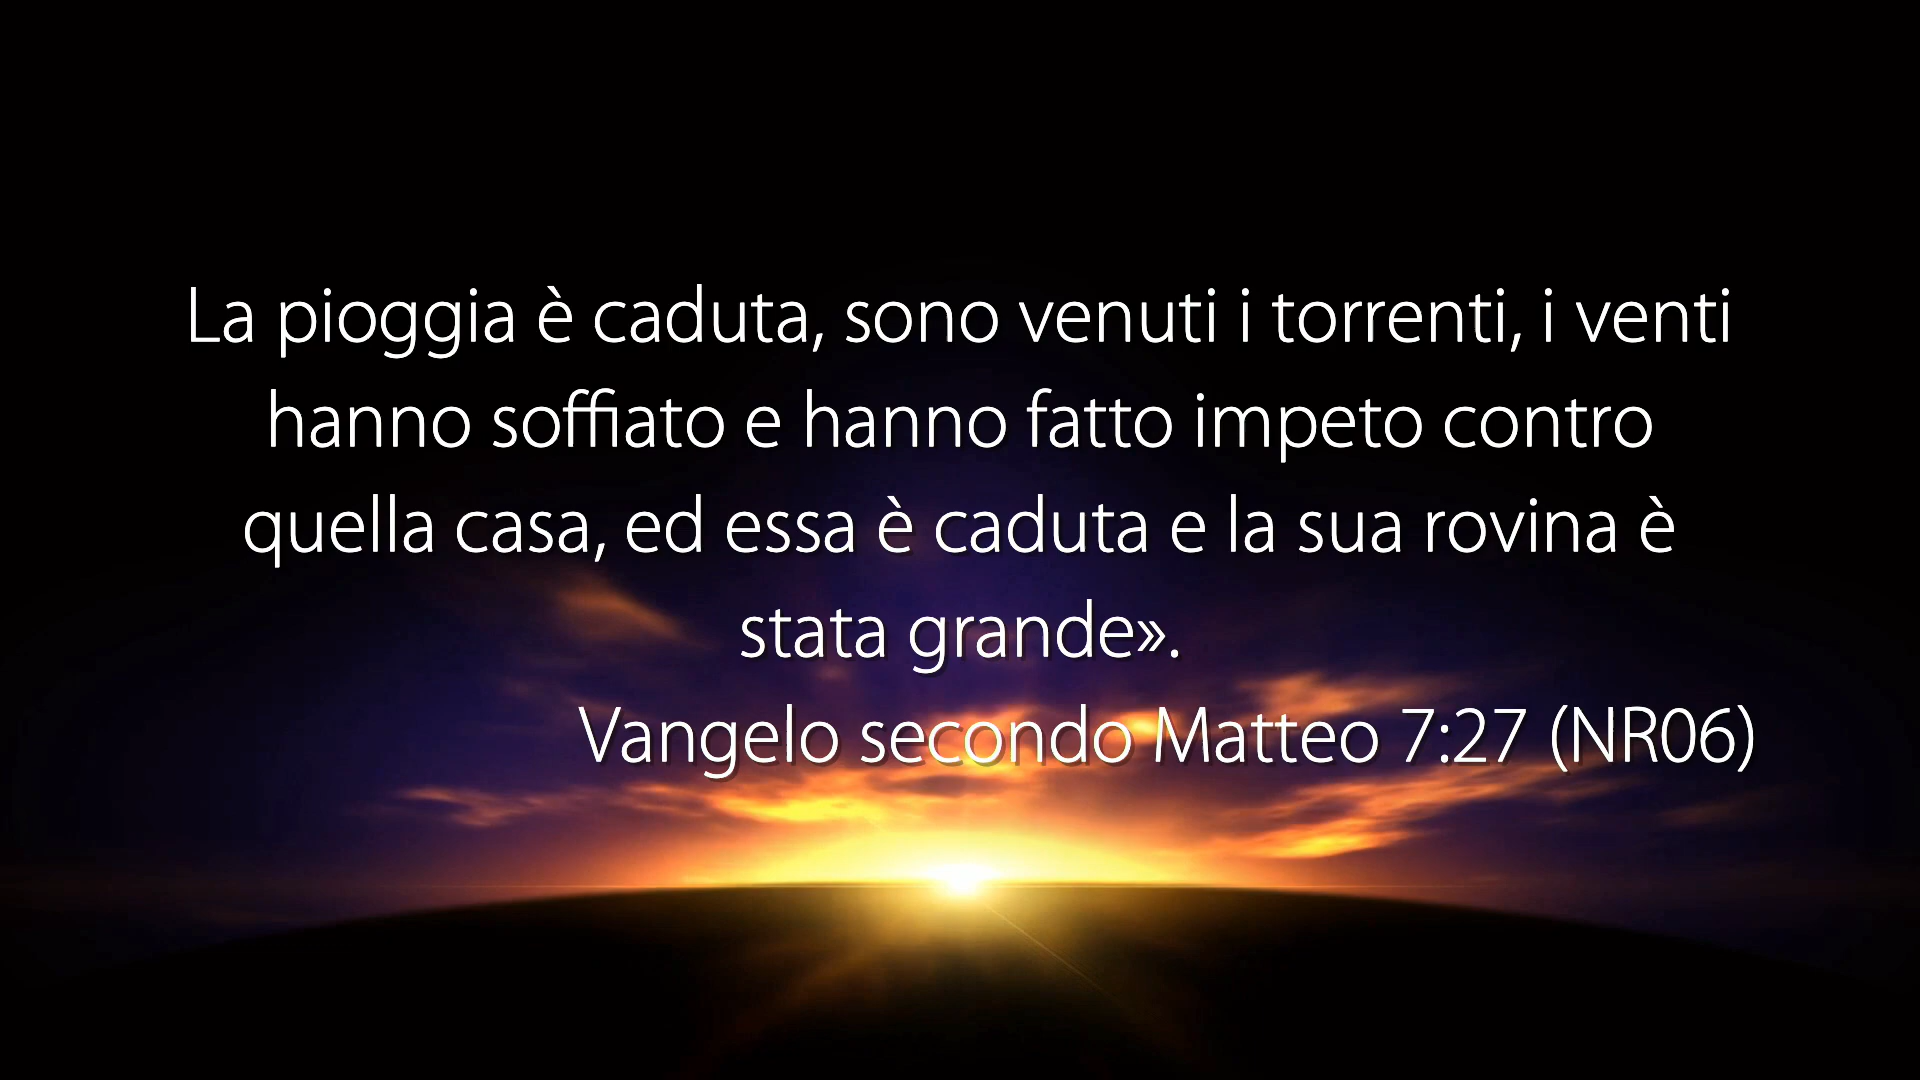 La pioggia è caduta, sono venuti i torrenti, i venti
hanno soffiato e hanno fatto impeto contro
quella casa, ed essa è caduta e la sua rovina è
stata grande».
Vangelo secondo Matteo 7:27 (NR06)